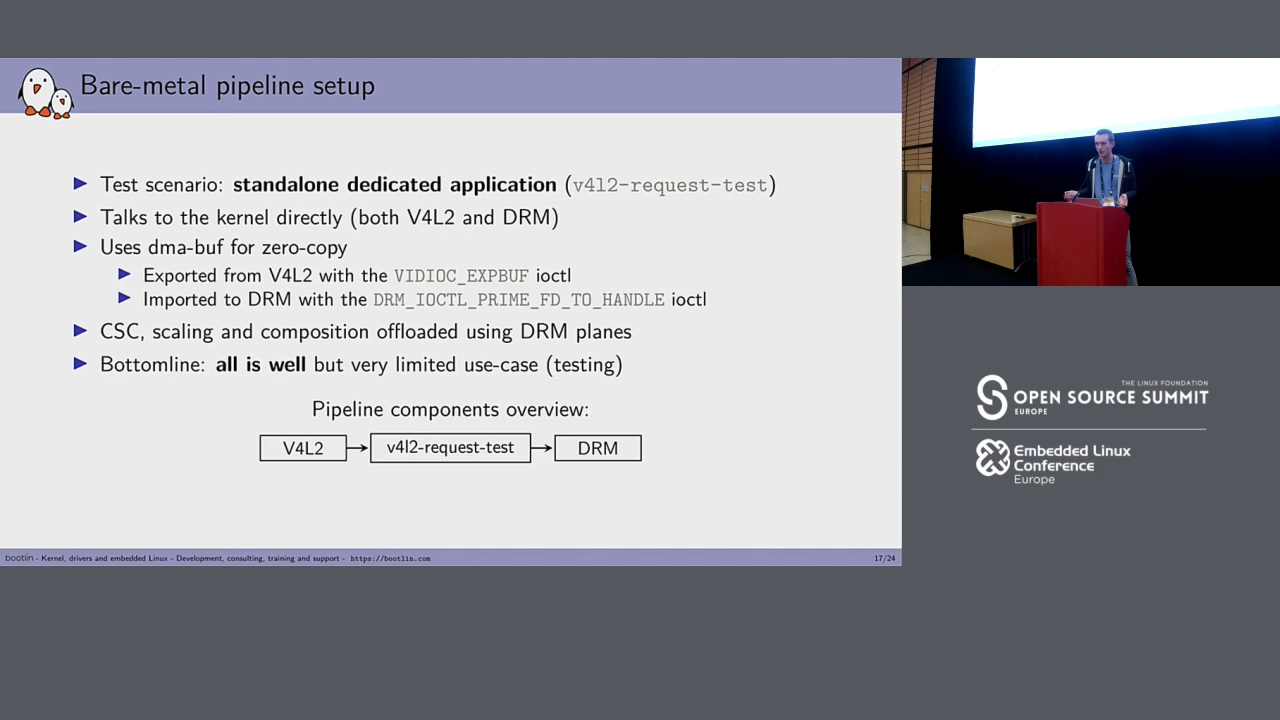 Bare-metal pipeline setup
Test scenario: standalone dedicated application (v4l2-request-test)
Talks to the kernel directly (both V4L2 and DRM)
Uses dma-buf for zero-copy
Exported from V4L2 with the VIDIOC_EXPBUF ioctl
Imported to DRM with the DRM_IOCTL_PRIME_FD_TO_HANDLE ioctl
CSC, scaling and composition offloaded using DRM planes
Bottomline: all is well but very limited use-case (testing)
Pipeline components overview:
V4L2 v4l2-request-test DRM
bootlin - Kernel, drivers and embedded Linux - Development, consulting, training and support - https://bootlin.com 17/24
THE LINUX FOUNDATION
OPEN SOURCE SUMMIT
EUROPE
Embedded Linux
Conference
Europe